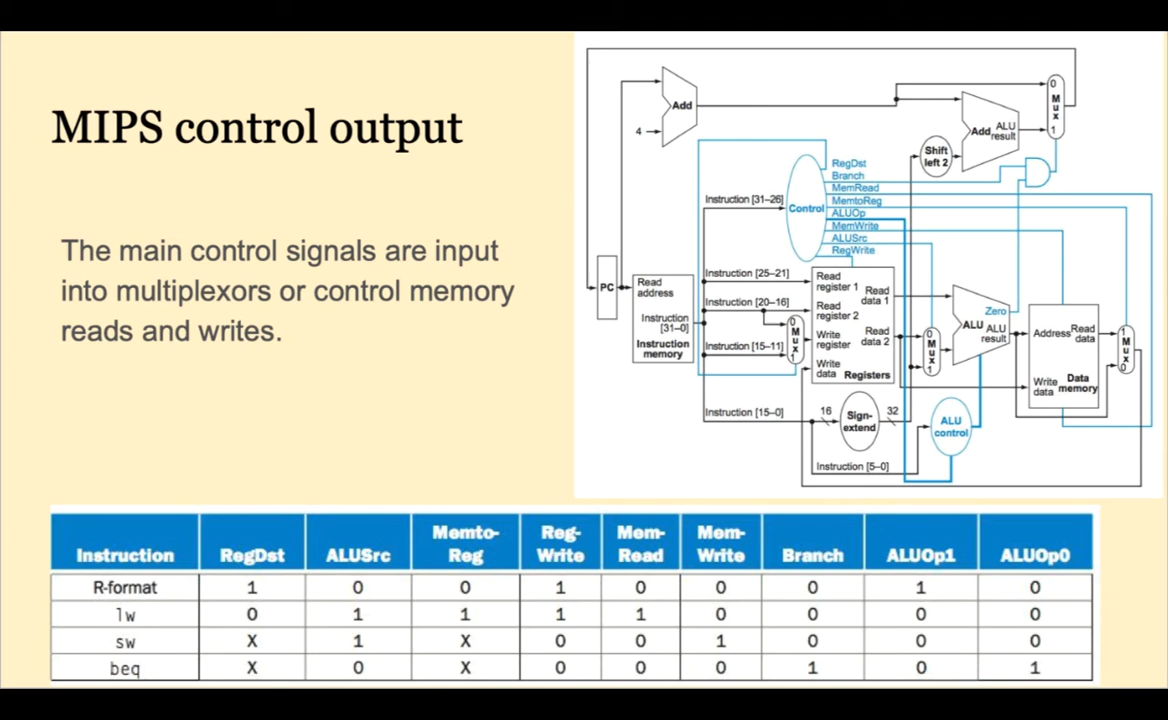 MIPS control output
The main control signals are input
into multiplexors or control memory
reads and writes.
Add
4
0
M
u
x
1
Add
ALU
result
Shift
left 2
RegDst
Branch
MemRead
MemtoReg
ALUOp
MemWrite
ALUSrc
RegWrite
Control
Instruction [31–26]
Instruction [25–21]
Instruction [20–16]
Instruction [15–11]
Instruction [15–0]
Instruction [5–0]
PC
Read
address
Instruction
[31–0]
Instruction
memory
0
M
u
x
1
Read
register 1
Read
register 2
Write
register
Write
data
Read
data 1
Read
data 2
Registers
0
M
u
x
1
Zero
ALU
ALU
result
Address
Read
data
Write
data
Data
memory
1
M
u
x
0
16
Sign-
extend
32
ALU
control
Instruction RegDst ALUSrc Memto-Reg Reg-Write Mem-Read Mem-Write Branch ALUOp1 ALUOp0
R-format 1 0 0 1 0 0 0 1 0
lw 0 1 1 1 1 0 0 0 0
sw X 1 X 0 0 1 0 0 0
beq X 0 X 0 0 0 1 0 1